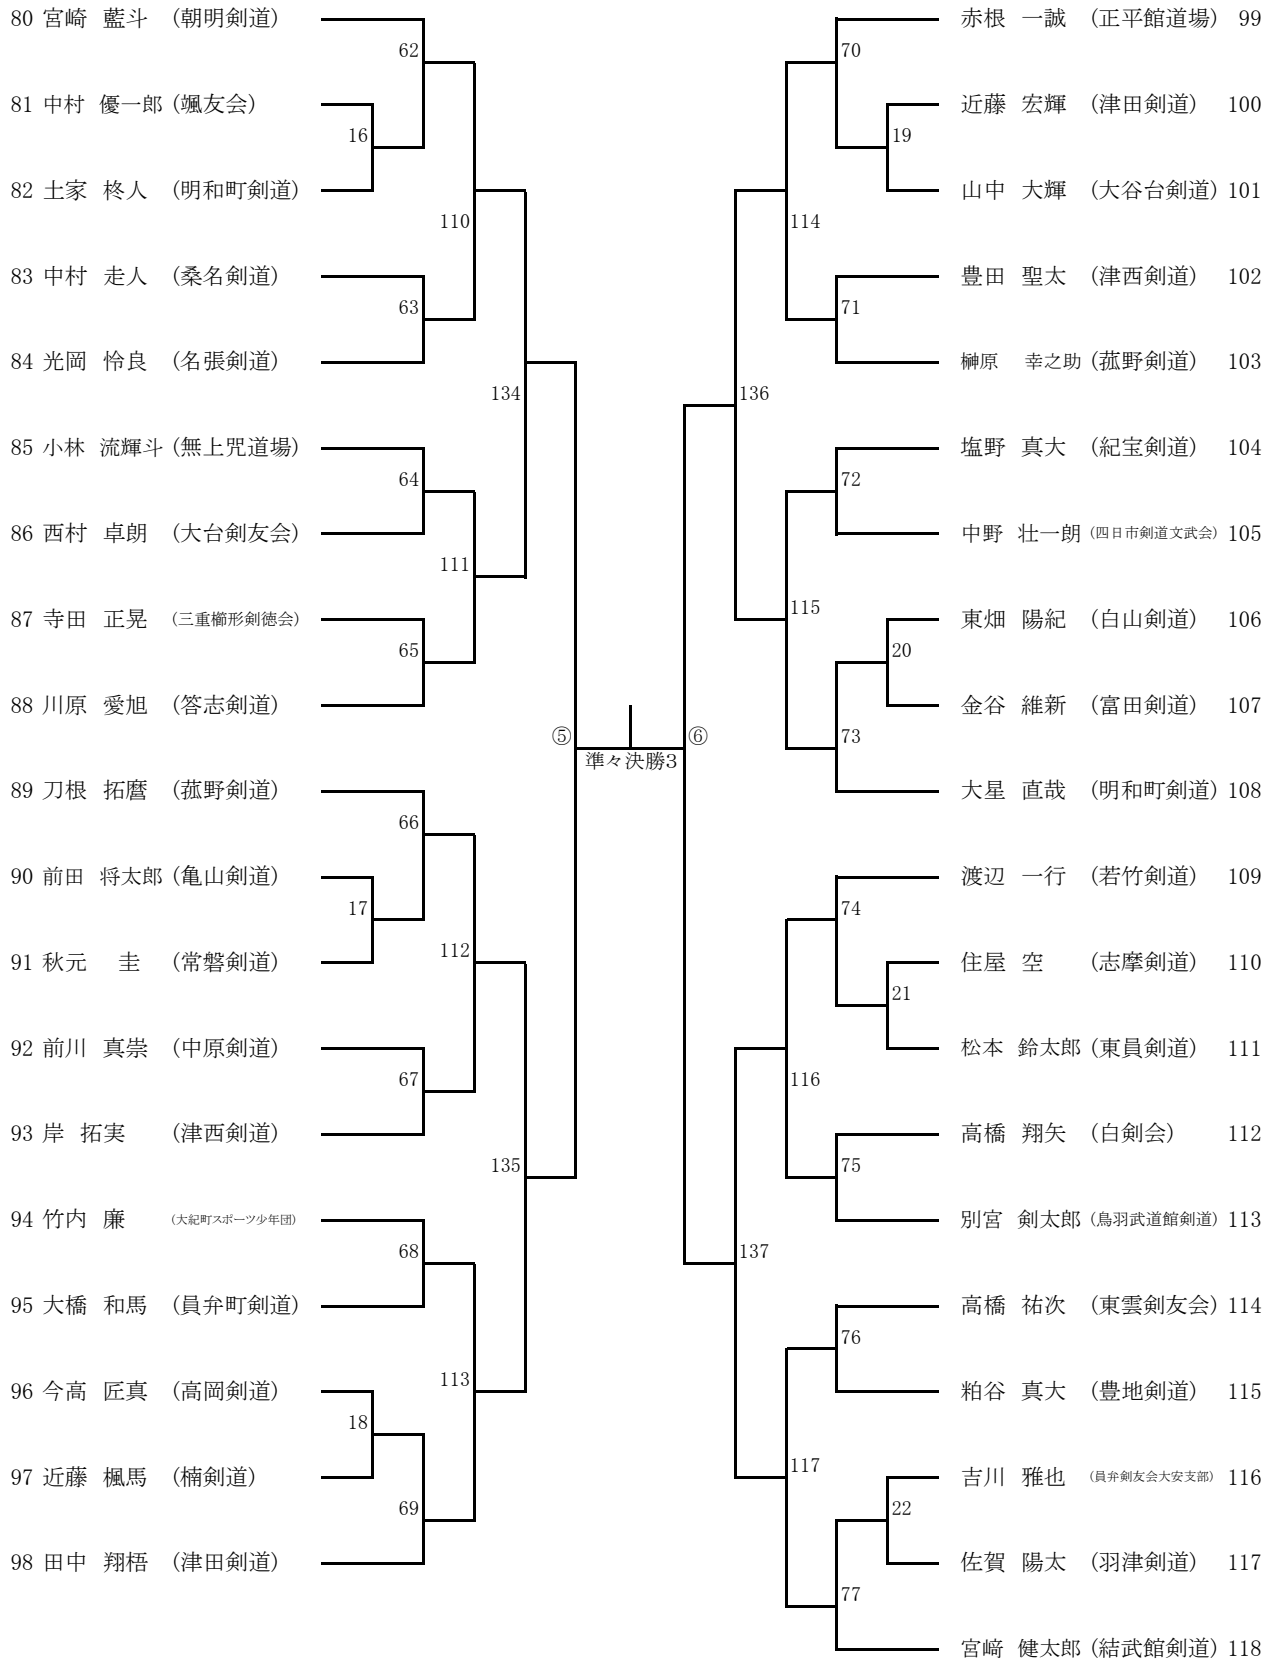 80 宮崎 藍斗 (朝明剣道)
62
81 中村 優一郎 (颯友会)
16
82 土家 柊人 (明和町剣道)
110
83 中村 走人 (桑名剣道)
63
84 光岡 怜良 (名張剣道)
134
85 小林 流輝斗 (無上咒道場)
64
86 西村 卓朗 (大台剣友会)
111
87 寺田 正晃 (三重櫛形剣徳会)
65
88 川原 愛旭 (答志剣道)
⑤
89 刀根 拓磨 (菰野剣道)
66
90 前田 将太郎 (亀山剣道)
17
91 秋元 圭 (常磐剣道)
112
92 前川 真崇 (中原剣道)
67
93 岸 拓実 (津西剣道)
135
94 竹内 廉 (大紀町スポーツ少年団)
68
95 大橋 和馬 (員弁町剣道)
113
96 今高 匠真 (高岡剣道)
18
97 近藤 楓馬 (楠剣道)
69
98 田中 翔梧 (津田剣道)
準々決勝3
赤根 一誠 (正平館道場) 99
70
近藤 宏輝 (津田剣道) 100
19
山中 大輝 (大谷台剣道) 101
114
豊田 聖太 (津西剣道) 102
71
榊原 幸之助 (菰野剣道) 103
136
塩野 真大 (紀宝剣道) 104
72
中野 壮一朗 (四日市剣道文武会) 105
115
東畑 陽紀 (白山剣道) 106
20
金谷 維新 (富田剣道) 107
⑥
73
大星 直哉 (明和町剣道) 108
渡辺 一行 (若竹剣道) 109
74
住屋 空 (志摩剣道) 110
21
松本 鈴太郎 (東員剣道) 111
116
高橋 翔矢 (白剣会) 112
75
別宮 剣太郎 (鳥羽武道館剣道) 113
137
高橋 祐次 (東雲剣友会) 114
76
粕谷 真大 (豊地剣道) 115
117
吉川 雅也 (員弁剣友会大安支部) 116
22
佐賀 陽太 (羽津剣道) 117
77
宮﨑 健太郎 (結武館剣道) 118